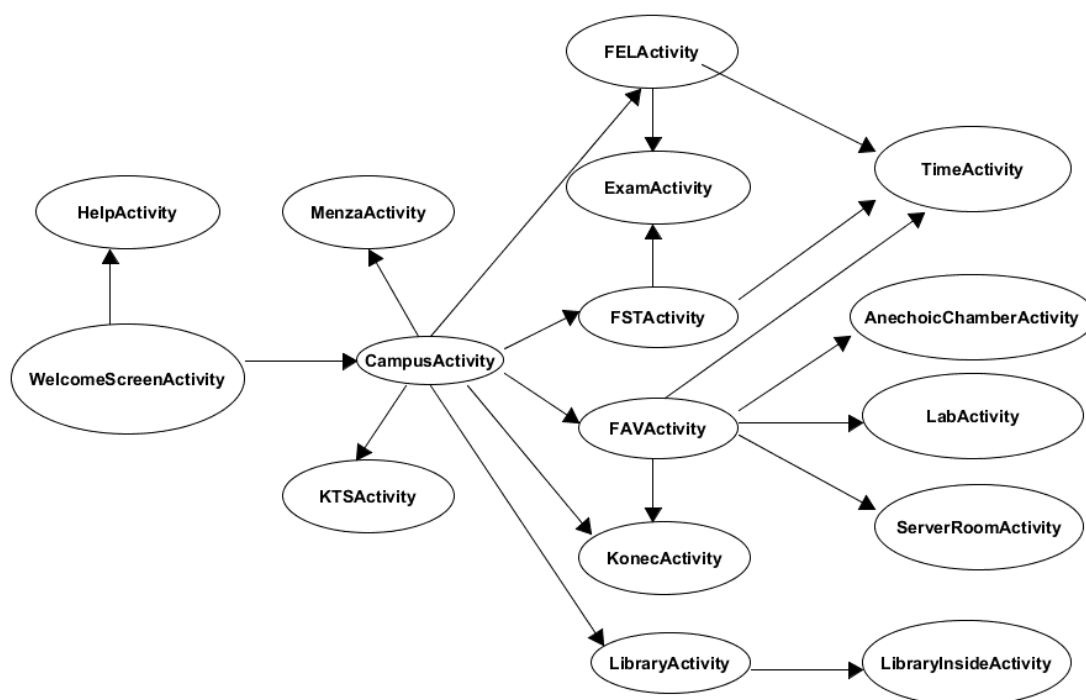 FELActivity
TimeActivity
ExamActivity
HelpActivity
MenzaActivity
FSTActivity
AnechoicChamberActivity
CampusActivity
WelcomeScreenActivity
LabActivity
FAVActivity
KTSActivity
ServerRoomActivity
KonecActivity
LibraryActivity
LibraryInsideActivity